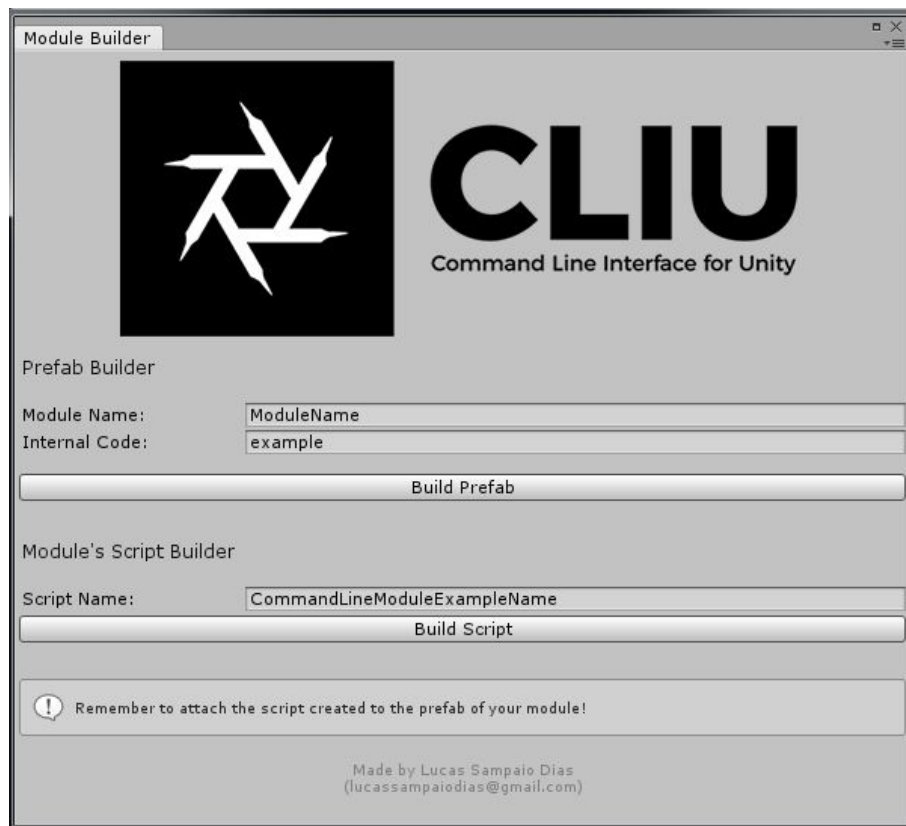 Module Builder
CLIU
Command Line Interface for Unity
Prefab Builder
Module Name: ModuleName
Internal Code: example
Build Prefab
Module's Script Builder
Script Name: CommandLineModuleExampleName
Build Script
Remember to attach the script created to the prefab of your module!
Made by Lucas Sampaio Dias
(lucassampaiodias@gmail.com)